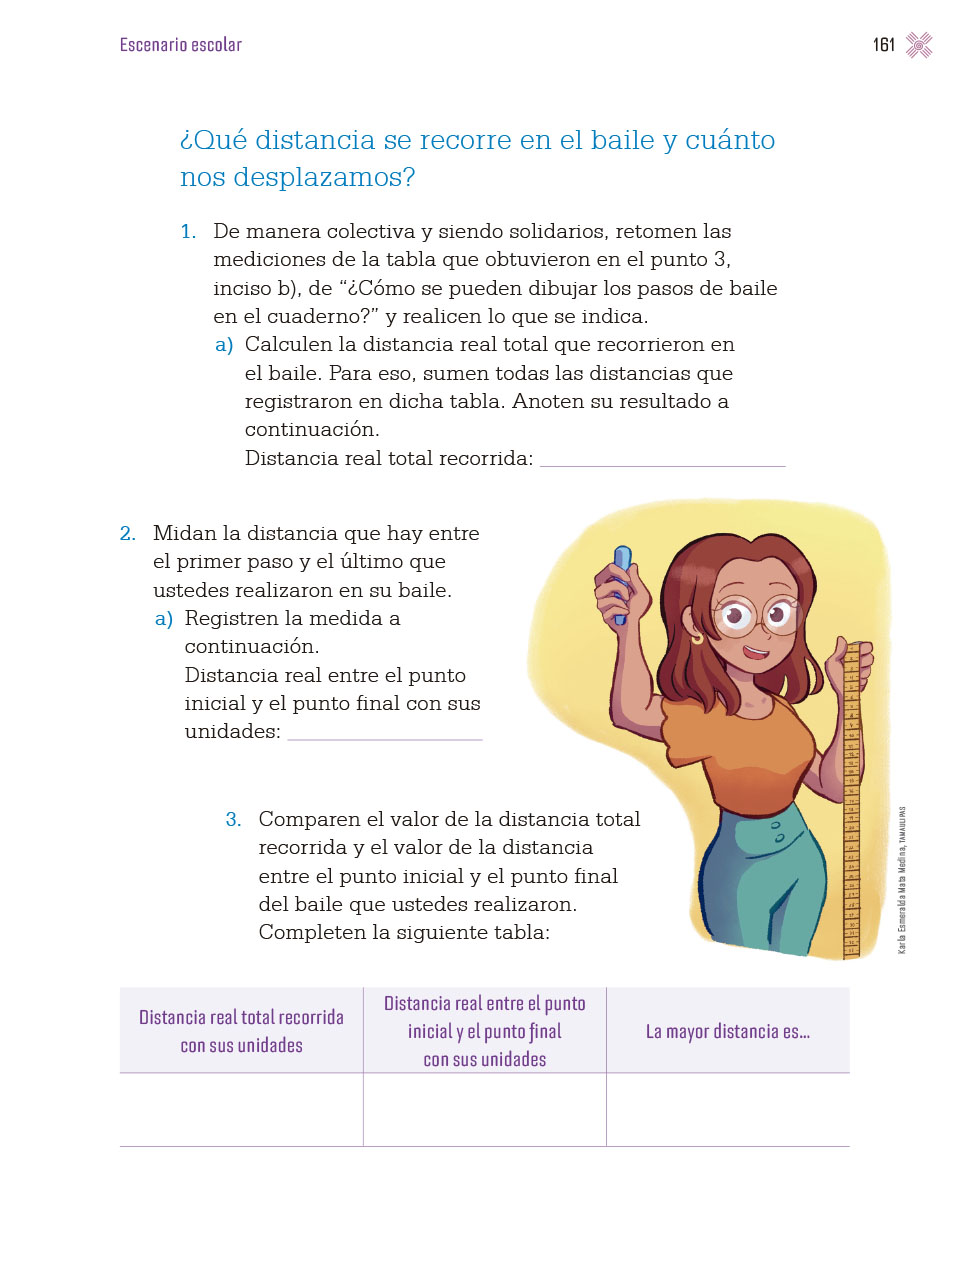 Escenario escolar
161
¿Qué distancia se recorre en el baile y cuánto
nos desplazamos?
1. De manera colectiva y siendo solidarios, retomen las
mediciones de la tabla que obtuvieron en el punto 3,
inciso b), de “¿Cómo se pueden dibujar los pasos de baile
en el cuaderno?” y realicen lo que se indica.
a) Calculen la distancia real total que recorrieron en
el baile. Para eso, sumen todas las distancias que
registraron en dicha tabla. Anoten su resultado a
continuación.
Distancia real total recorrida:
2. Midan la distancia que hay entre
el primer paso y el último que
ustedes realizaron en su baile.
a) Registren la medida a
continuación.
Distancia real entre el punto
inicial y el punto final con sus
unidades:
3. Comparen el valor de la distancia total
recorrida y el valor de la distancia
entre el punto inicial y el punto final
del baile que ustedes realizaron.
Completen la siguiente tabla:
Karla Esmeralda Mata Medina, TAMAULIPAS
Distancia real total recorrida
con sus unidades
Distancia real entre el punto
inicial y el punto final
con sus unidades
La mayor distancia es...